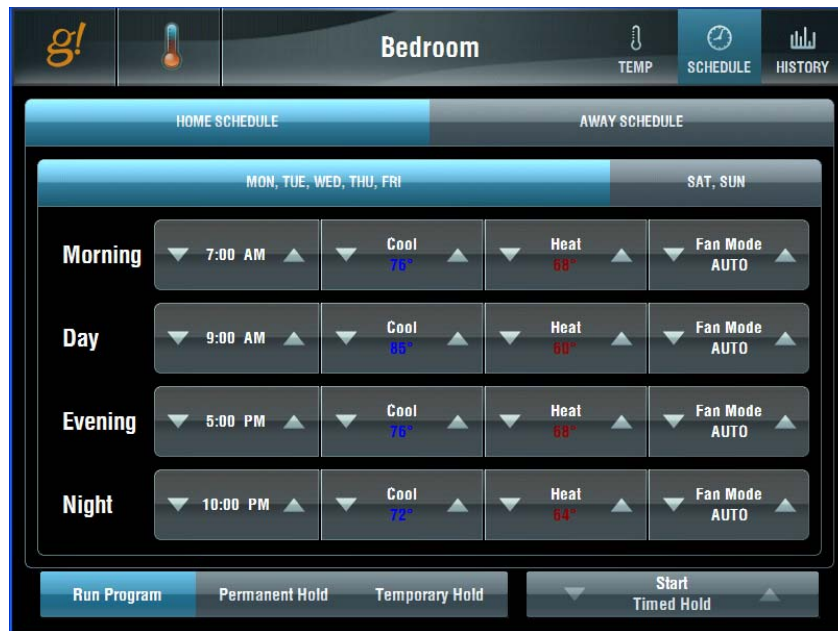 g!
Bedroom
TEMP
SCHEDULE
HISTORY
HOME SCHEDULE
AWAY SCHEDULE
MON, TUE, WED, THU, FRI
SAT, SUN
Morning
7:00 AM
Cool
76°
Heat
68°
Fan Mode
AUTO
Day
9:00 AM
Cool
85°
Heat
60°
Fan Mode
AUTO
Evening
5:00 PM
Cool
76°
Heat
68°
Fan Mode
AUTO
Night
10:00 PM
Cool
72°
Heat
64°
Fan Mode
AUTO
Run Program
Permanent Hold
Temporary Hold
Start
Timed Hold